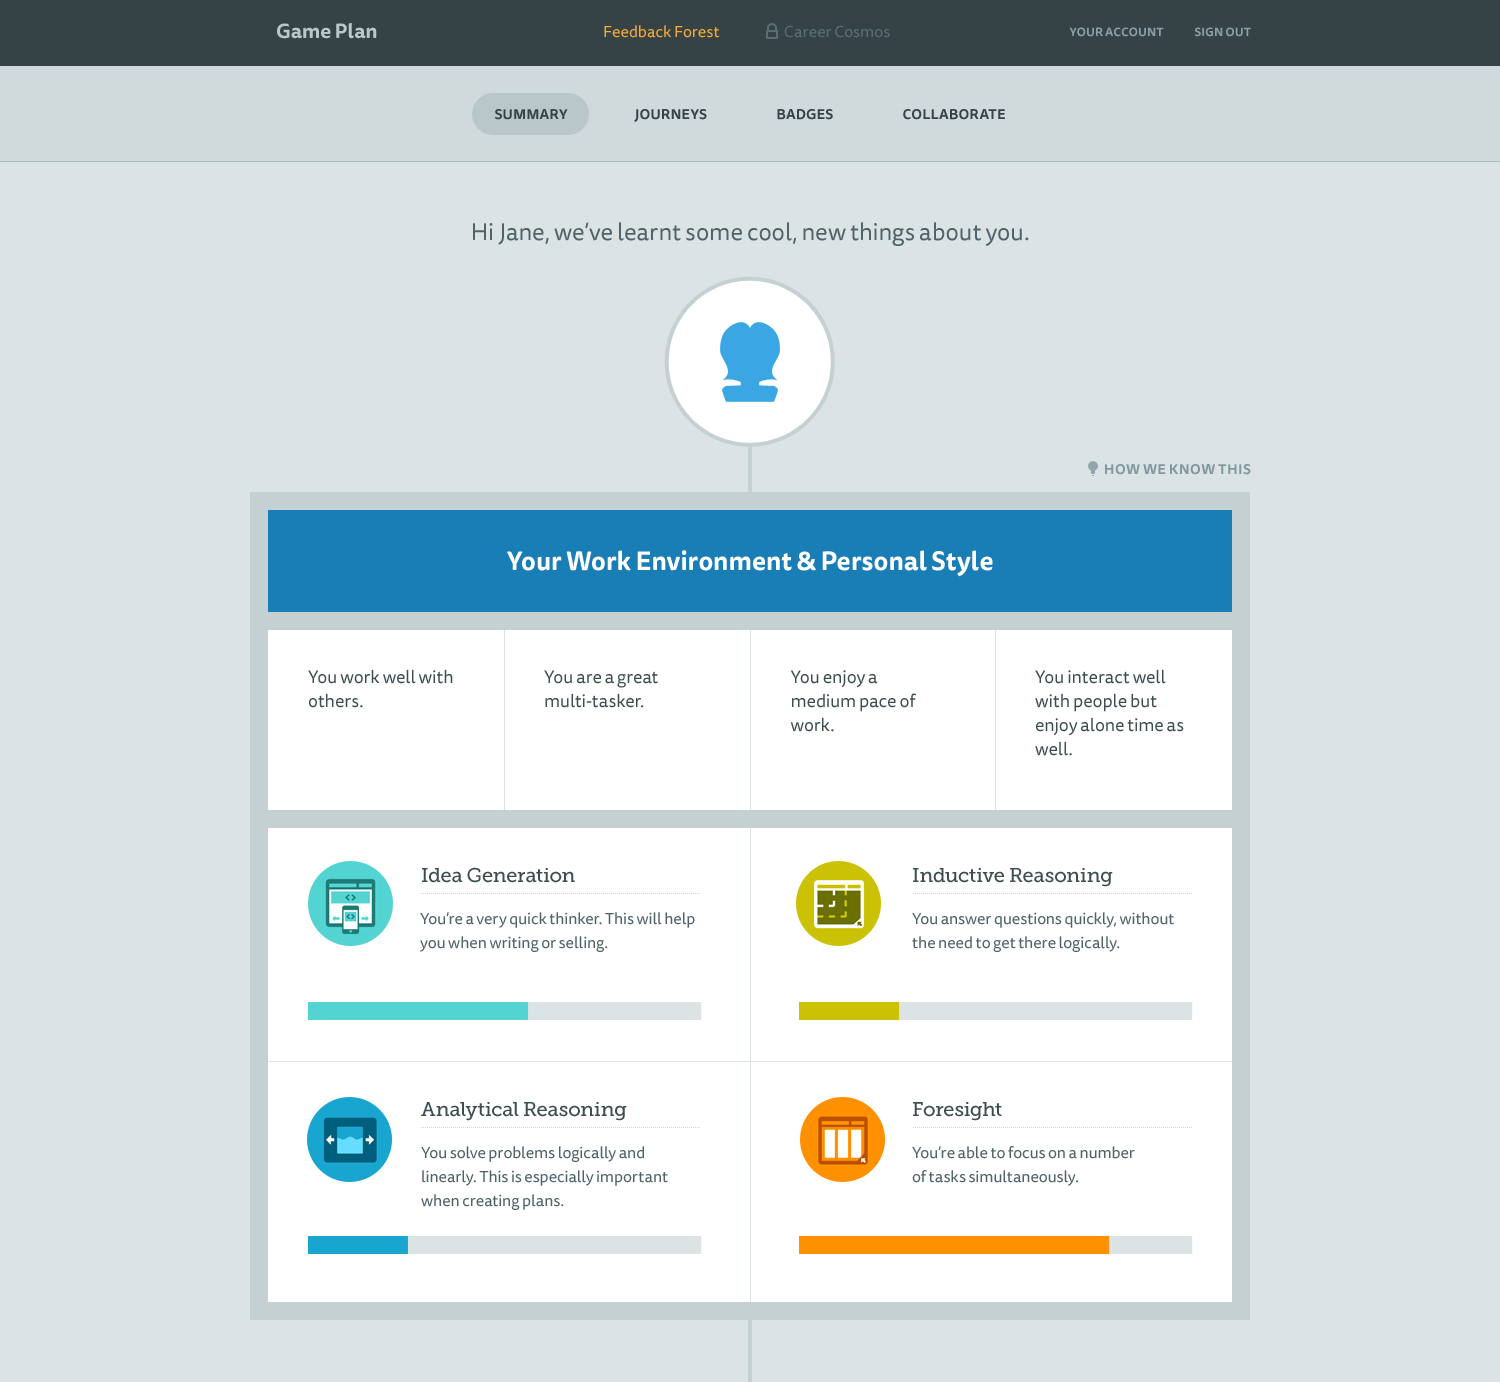 Game Plan
Feedback Forest
Career Cosmos
YOUR ACCOUNT
SIGN OUT
SUMMARY
JOURNEYS
BADGES
COLLABORATE
Hi Jane, we've learnt some cool, new things about you.
HOW WE KNOW THIS
Your Work Environment & Personal Style
You work well with
others.
You are a great
multi-tasker.
You enjoy a
medium pace of
work.
You interact well
with people but
enjoy alone time as
well.
Idea Generation
You're a very quick thinker. This will help
you when writing or selling.
Inductive Reasoning
You answer questions quickly, without
the need to get there logically.
Analytical Reasoning
You solve problems logically and
linearly. This is especially important
when creating plans.
Foresight
You're able to focus on a number
of tasks simultaneously.